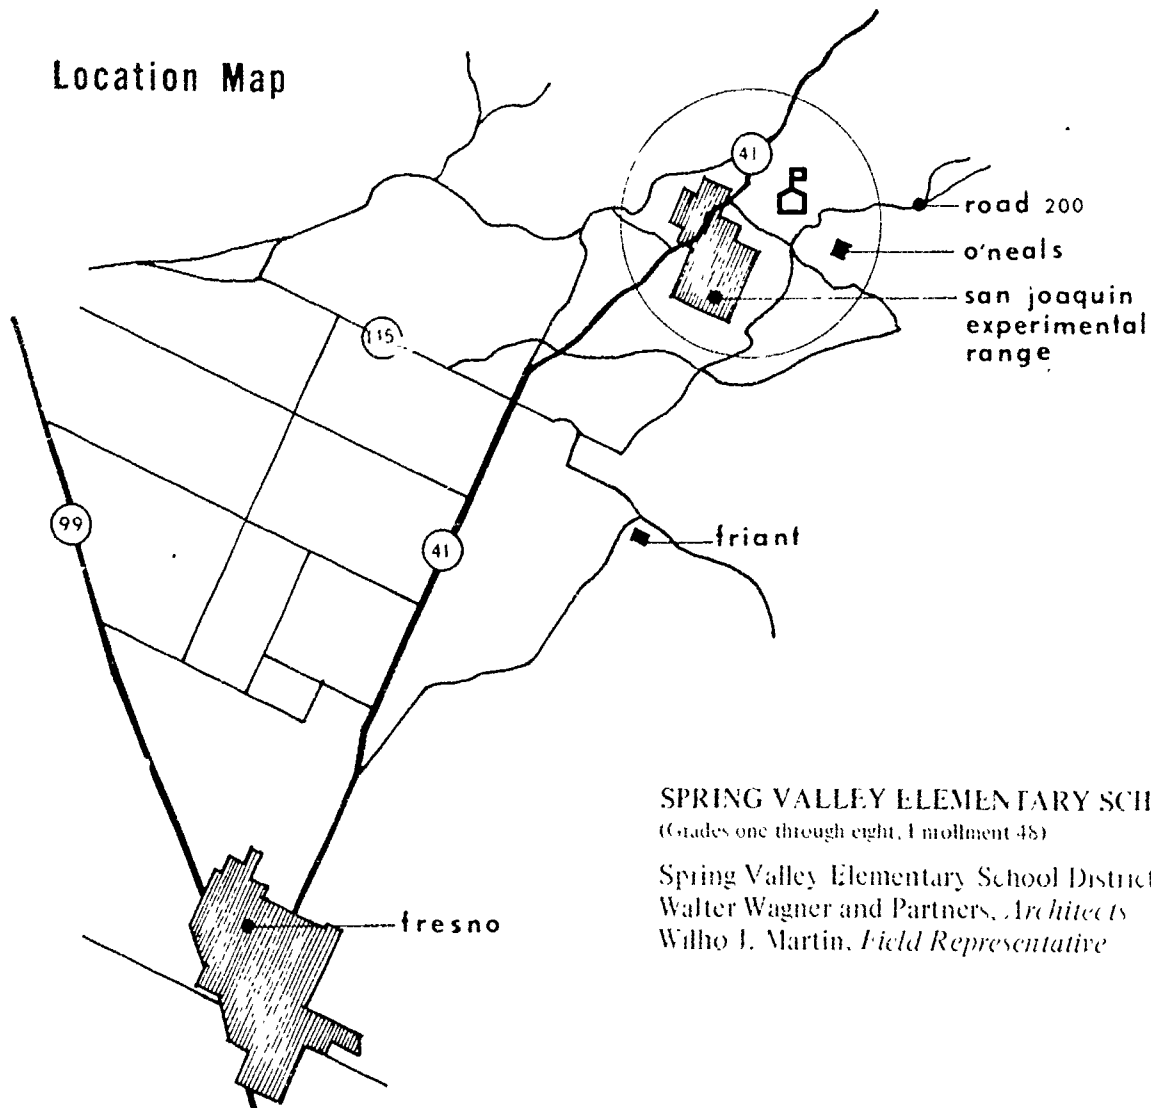 Location Map
41
road 200
o'neals
san joaquin
experimental
range
99
41
friant
fresno
SPRING VALLEY ELEMENTARY SCH
(Grades one through eight, Enrollment 48)
Spring Valley Elementary School District
Walter Wagner and Partners, Architects
Wilho J. Martin, Field Representative